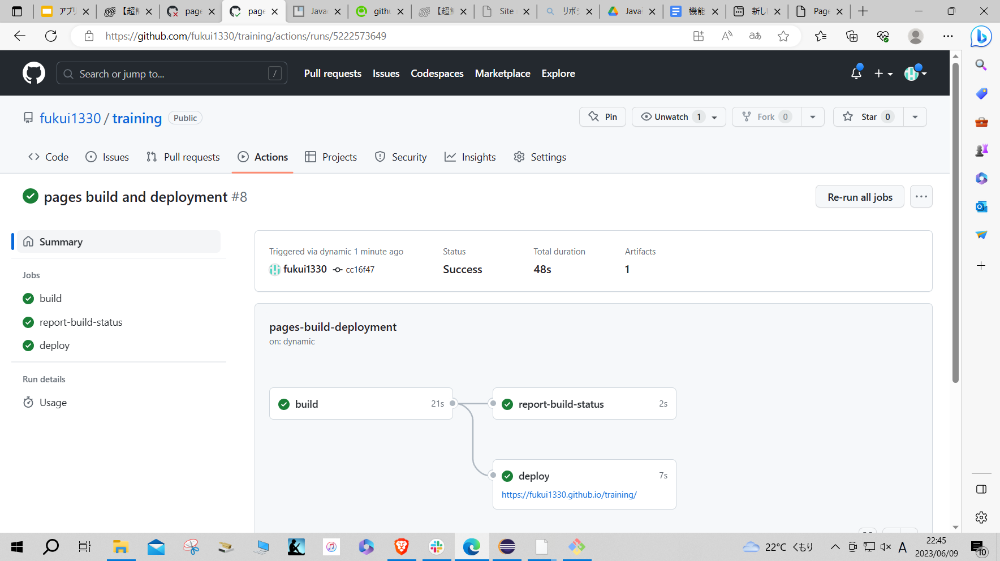 アプリ
【超簡
page
page
Java
githu
【超簡
Site
リポジ
Java
機能
新しい
Page
https://github.com/fukui1330/training/actions/runs/5222573649
Search or jump to...
/
Pull requests
Issues
Codespaces
Marketplace
Explore
fukui1330 / training
Public
Pin
Unwatch 1
Fork 0
Star 0
Code
Issues
Pull requests
Actions
Projects
Security
Insights
Settings
pages build and deployment #8
Re-run all jobs
Summary
Triggered via dynamic 1 minute ago
Status
Total duration
Artifacts
fukui1330 cc16f47
Success
48s
1
Jobs
build
report-build-status
deploy
Run details
Usage
pages-build-deployment
on: dynamic
build
21s
report-build-status
2s
deploy
7s
https://fukui1330.github.io/training/
22°C くもり
A
22:45
2023/06/09
10